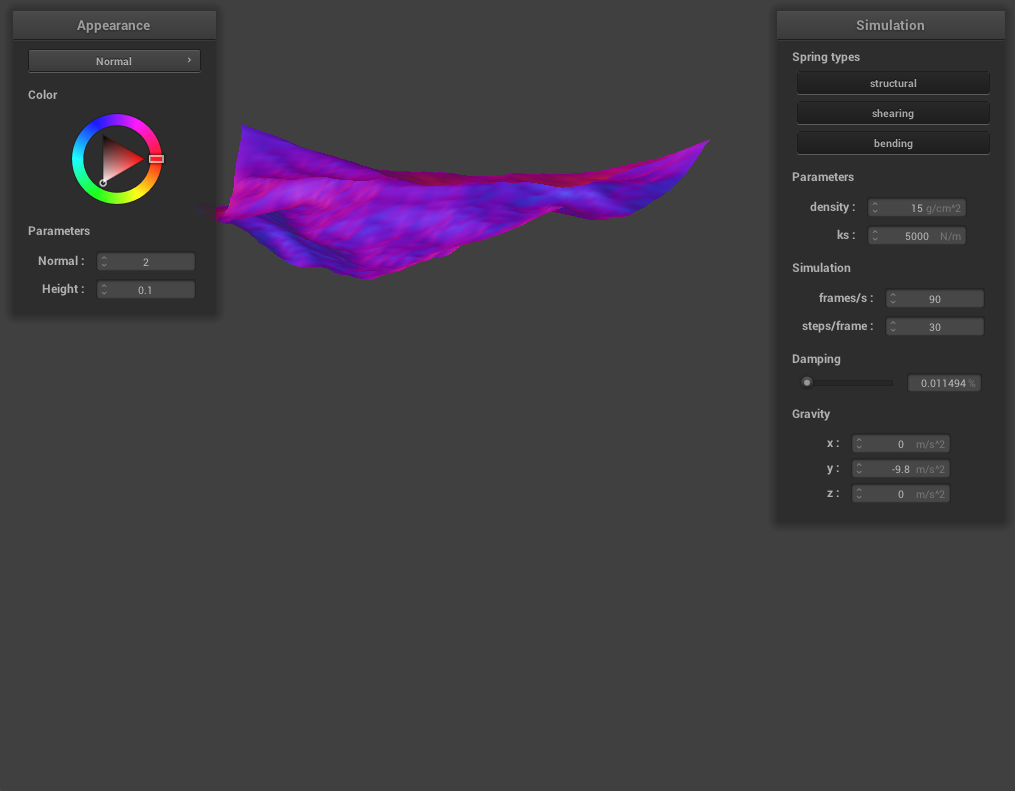 Appearance
Normal ›
Color
Parameters
Normal : 2
Height : 0.1
Simulation
Spring types
structural
shearing
bending
Parameters
density : 15 g/cm^2
ks : 5000 N/m
Simulation
frames/s : 90
steps/frame : 30
Damping
0.011494 %
Gravity
x : 0 m/s^2
y : -9.8 m/s^2
z : 0 m/s^2